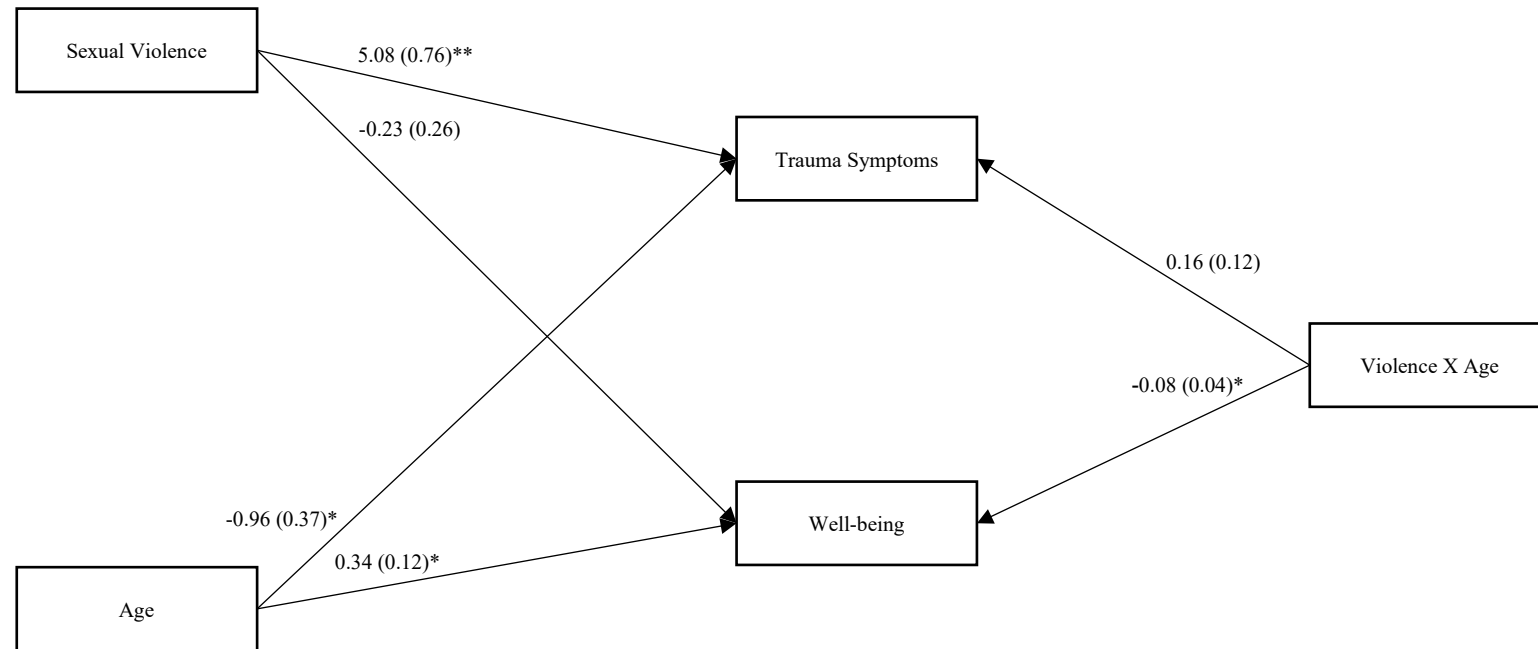 Sexual Violence
5.08 (0.76)**
-0.23 (0.26)
Trauma Symptoms
0.16 (0.12)
Violence X Age
-0.08 (0.04)*
-0.96 (0.37)*
Well-being
0.34 (0.12)*
Age